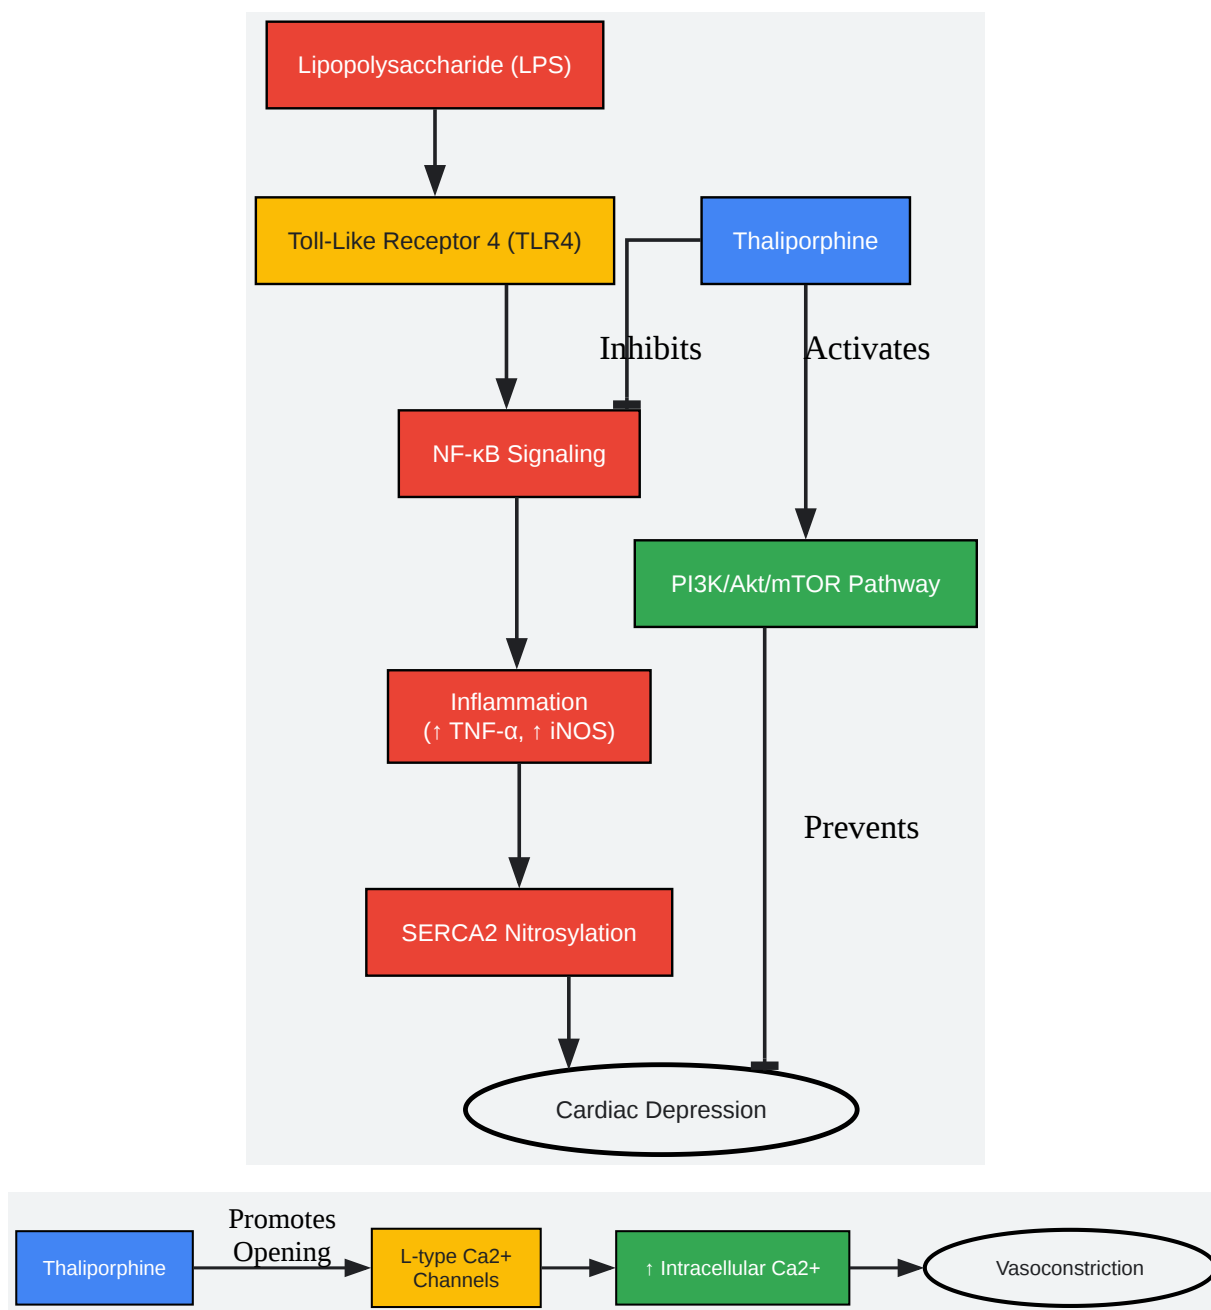 Lipopolysaccharide (LPS)
Toll-Like Receptor 4 (TLR4)
Thaliporphine
Inhibits
Activates
NF-κB Signaling
PI3K/Akt/mTOR Pathway
Inflammation
(↑ TNF-α, ↑ iNOS)
Prevents
SERCA2 Nitrosylation
Cardiac Depression
Thaliporphine
Promotes
Opening
L-type Ca2+
Channels
↑ Intracellular Ca2+
Vasoconstriction